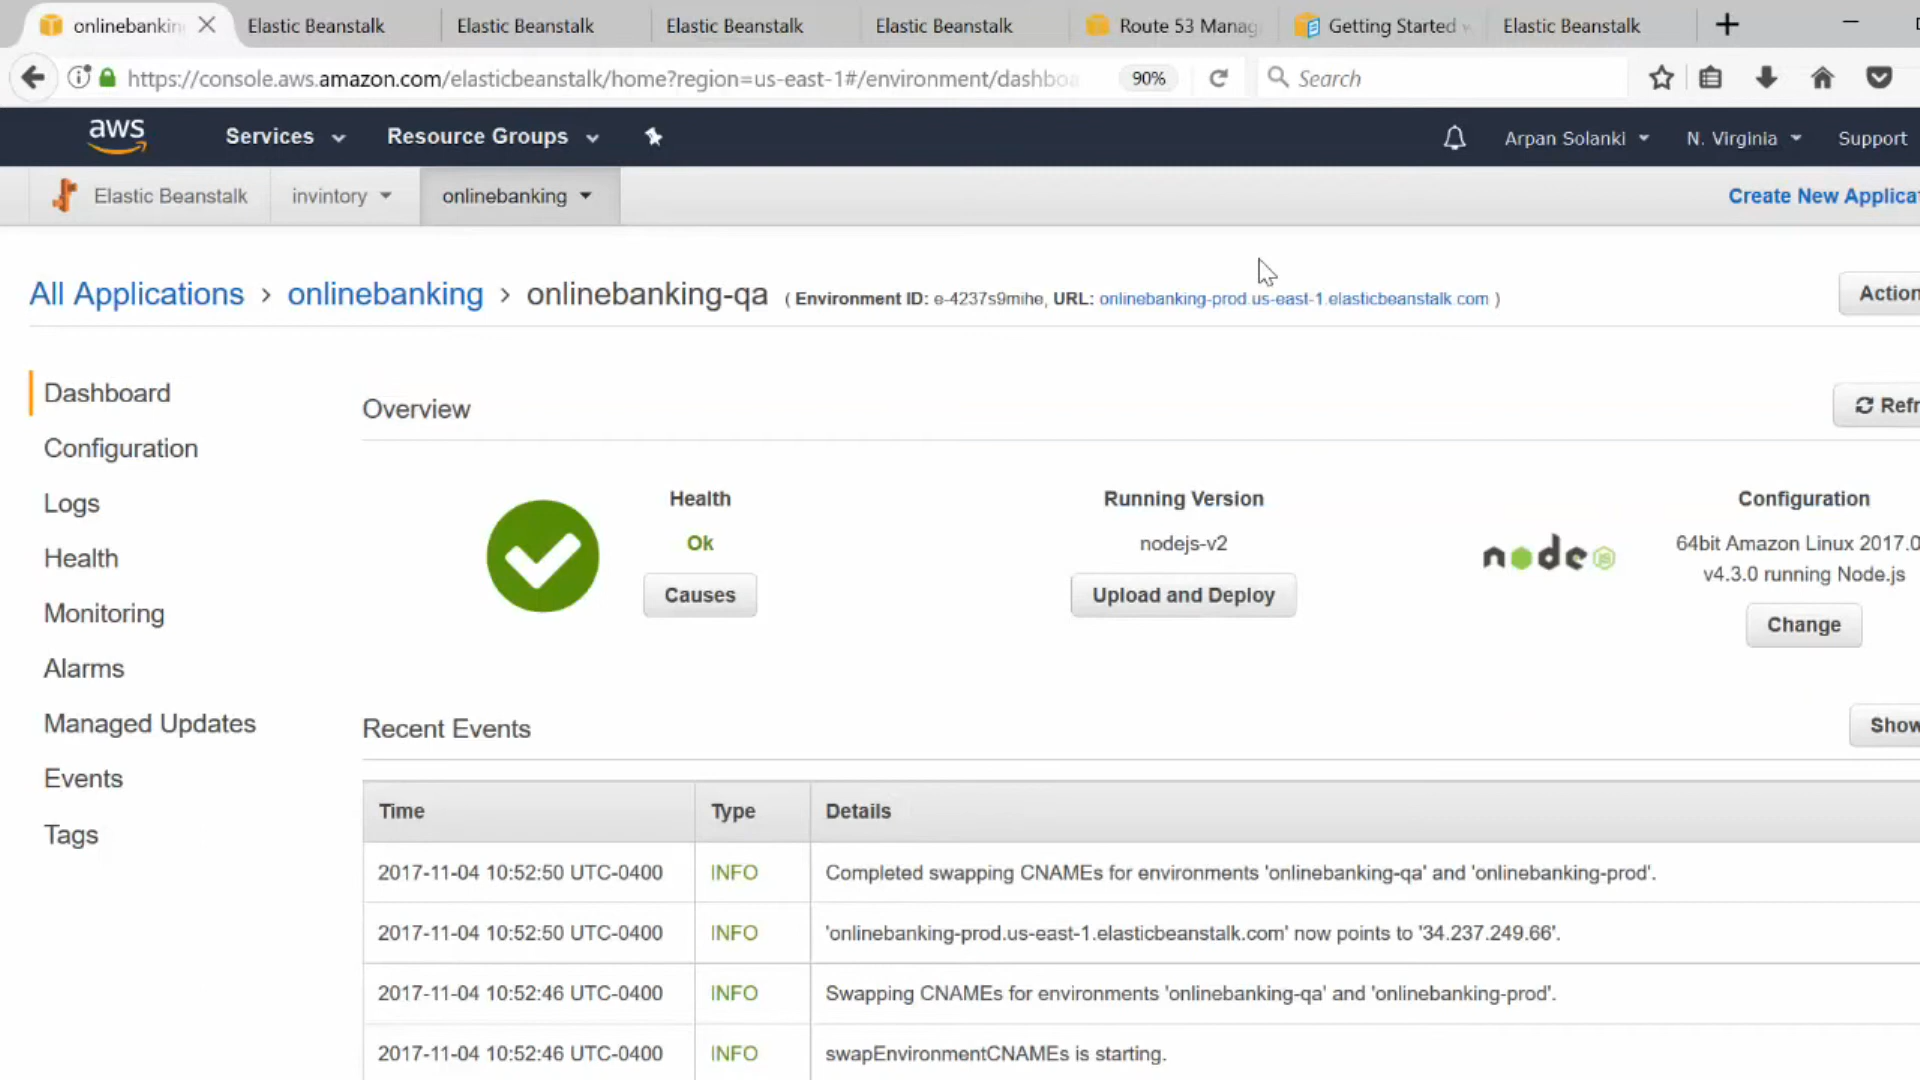 onlinebankin
Elastic Beanstalk
Elastic Beanstalk
Elastic Beanstalk
Elastic Beanstalk
Route 53 Manag
Getting Started w
Elastic Beanstalk
https://console.aws.amazon.com/elasticbeanstalk/home?region=us-east-1#/environment/dashboa
90%
Search
aws
Services
Resource Groups
Arpan Solanki
N. Virginia
Support
Elastic Beanstalk
invintory
onlinebanking
Create New Applicat
All Applications › onlinebanking › onlinebanking-qa ( Environment ID: e-4237s9mihe, URL: onlinebanking-prod.us-east-1.elasticbeanstalk.com )
Action
Dashboard
Configuration
Logs
Health
Monitoring
Alarms
Managed Updates
Events
Tags
Overview
Refr
Health
Ok
Causes
Running Version
nodejs-v2
Upload and Deploy
node JS
Configuration
64bit Amazon Linux 2017.0
v4.3.0 running Node.js
Change
Recent Events
Show
Time Type Details
2017-11-04 10:52:50 UTC-0400 INFO Completed swapping CNAMEs for environments 'onlinebanking-qa' and 'onlinebanking-prod'.
2017-11-04 10:52:50 UTC-0400 INFO 'onlinebanking-prod.us-east-1.elasticbeanstalk.com' now points to '34.237.249.66'.
2017-11-04 10:52:46 UTC-0400 INFO Swapping CNAMEs for environments 'onlinebanking-qa' and 'onlinebanking-prod'.
2017-11-04 10:52:46 UTC-0400 INFO swapEnvironmentCNAMEs is starting.